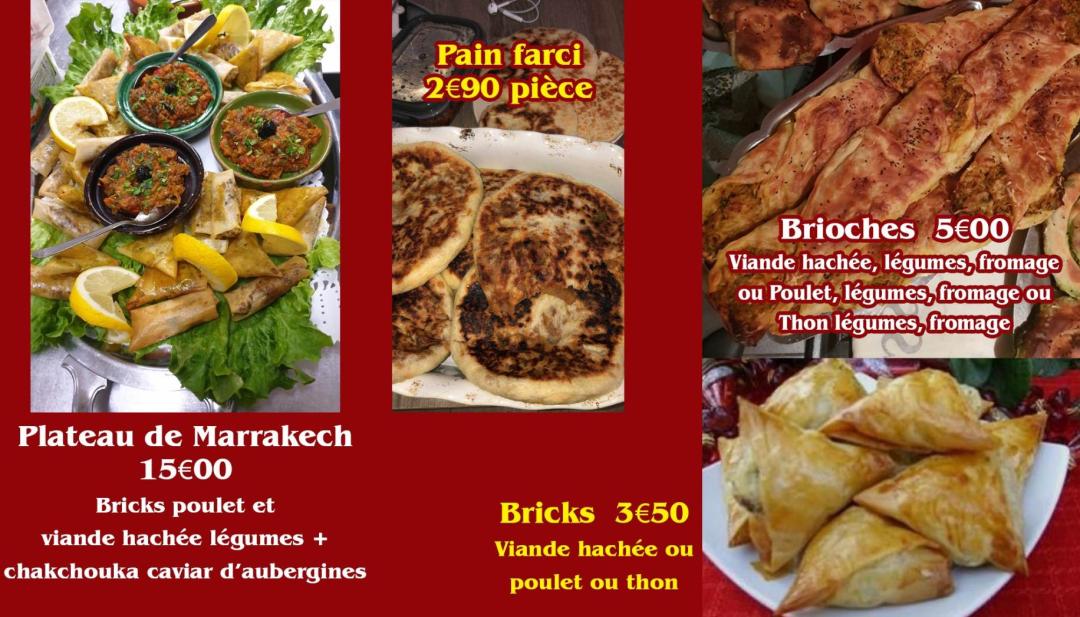 Plateau de Marrakech
15€00
Bricks poulet et
viande hachée légumes +
chakchouka caviar d'aubergines
Pain farci
2€90 pièce
Bricks 3€50
Viande hachée ou
poulet ou thon
Brioches 5€00
Viande hachée, légumes, fromage
ou Poulet, légumes, fromage ou
Thon légumes, fromage